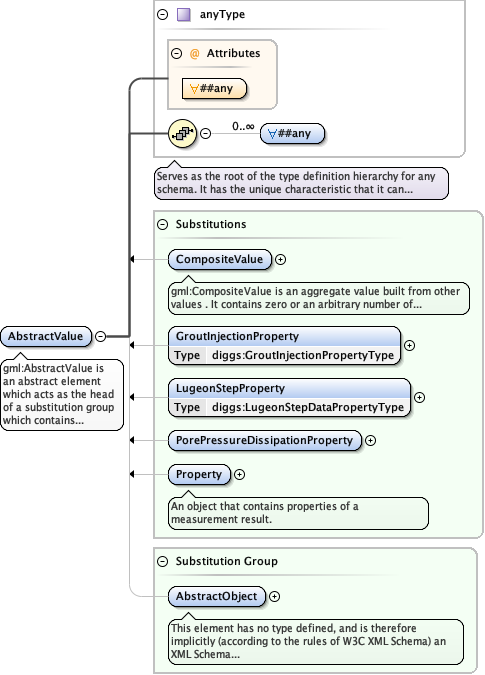 anyType
@ Attributes
∀##any
0..∞
∀##any
Serves as the root of the type definition hierarchy for any
schema. It has the unique characteristic that it can...
Substitutions
CompositeValue
gml:CompositeValue is an aggregate value built from other
values . It contains zero or an arbitrary number of...
AbstractValue
gml:AbstractValue is
an abstract element
which acts as the head
of a substitution group
which contains...
GroutInjectionProperty
Type diggs:GroutInjectionPropertyType
LugeonStepProperty
Type diggs:LugeonStepDataPropertyType
PorePressureDissipationProperty
Property
An object that contains properties of a
measurement result.
Substitution Group
AbstractObject
This element has no type defined, and is therefore
implicitly (according to the rules of W3C XML Schema) an
XML Schema...